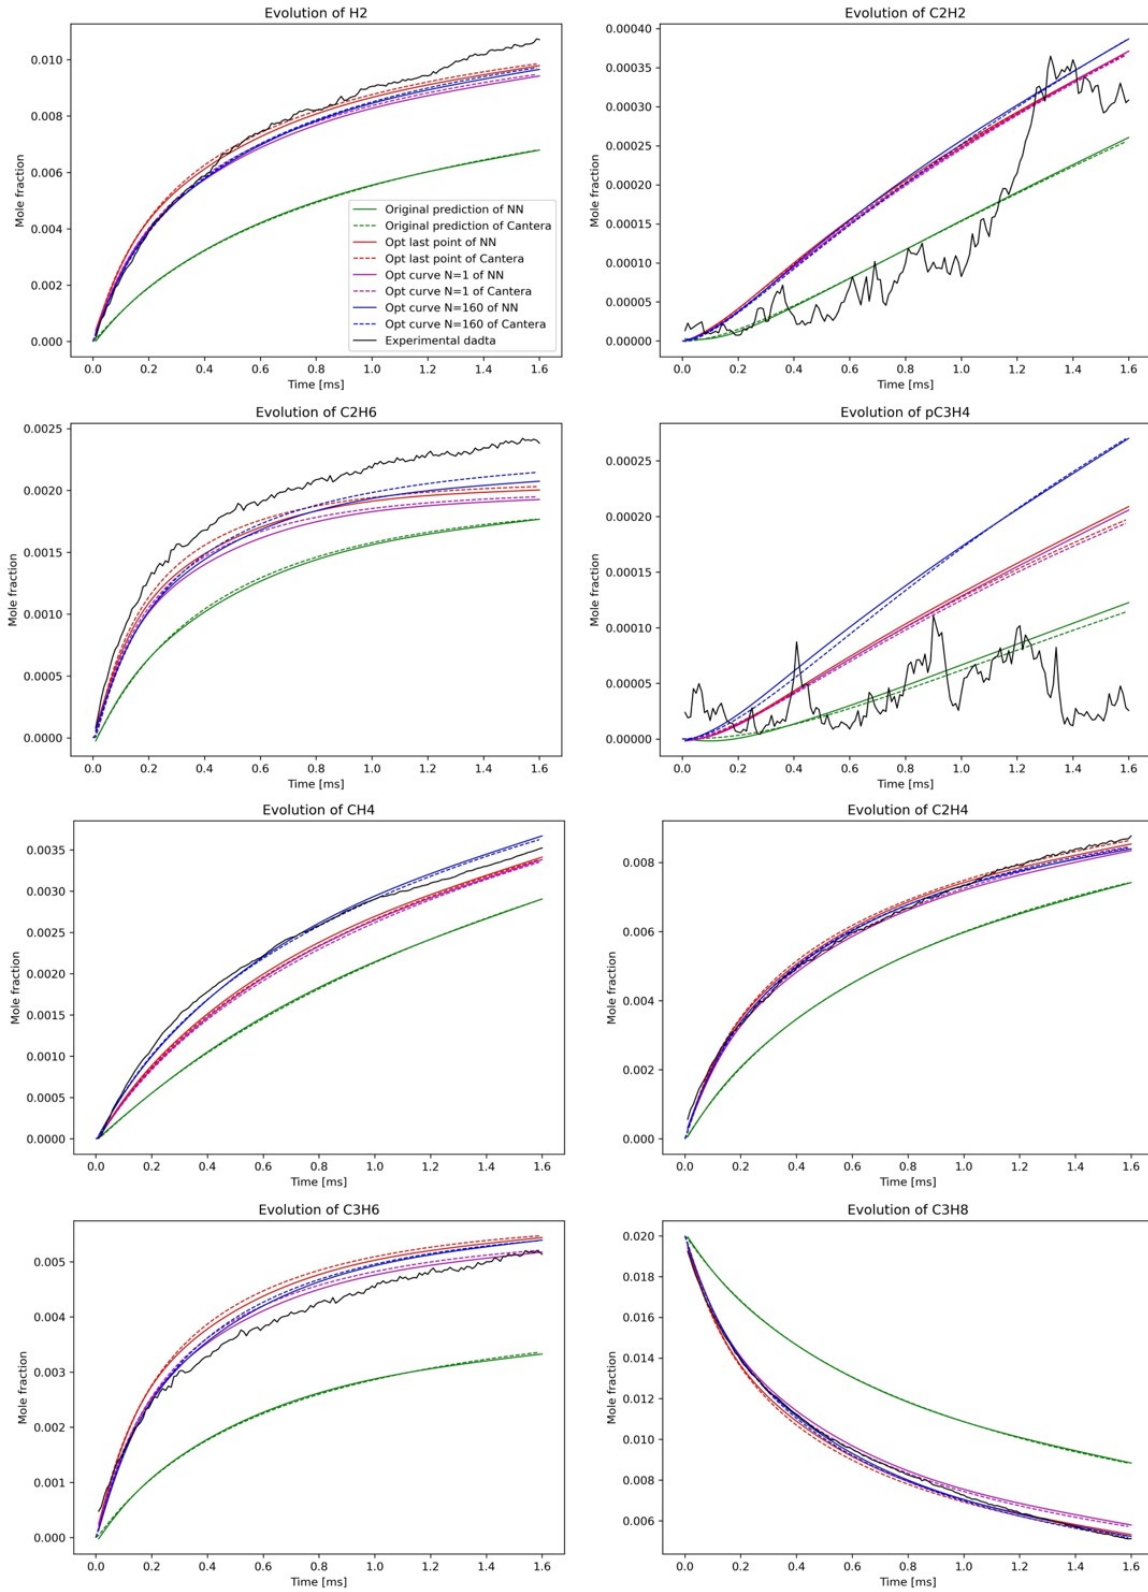 Evolution of H2
0.010
0.008
0.006
0.004
0.002
0.000
Mole fraction
Original prediction of NN
Original prediction of Cantera
Opt last point of NN
Opt last point of Cantera
Opt curve N=1 of NN
Opt curve N=1 of Cantera
Opt curve N=160 of NN
Opt curve N=160 of Cantera
Experimental dadta
0.0 0.2 0.4 0.6 0.8 1.0 1.2 1.4 1.6
Time [ms]
Evolution of C2H2
0.00040
0.00035
0.00030
0.00025
0.00020
0.00015
0.00010
0.00005
0.00000
Mole fraction
0.0 0.2 0.4 0.6 0.8 1.0 1.2 1.4 1.6
Time [ms]
Evolution of C2H6
0.0025
0.0020
0.0015
0.0010
0.0005
0.0000
Mole fraction
0.0 0.2 0.4 0.6 0.8 1.0 1.2 1.4 1.6
Time [ms]
Evolution of pC3H4
0.00025
0.00020
0.00015
0.00010
0.00005
0.00000
Mole fraction
0.0 0.2 0.4 0.6 0.8 1.0 1.2 1.4 1.6
Time [ms]
Evolution of CH4
0.0035
0.0030
0.0025
0.0020
0.0015
0.0010
0.0005
0.0000
Mole fraction
0.0 0.2 0.4 0.6 0.8 1.0 1.2 1.4 1.6
Time [ms]
Evolution of C2H4
0.008
0.006
0.004
0.002
0.000
Mole fraction
0.0 0.2 0.4 0.6 0.8 1.0 1.2 1.4 1.6
Time [ms]
Evolution of C3H6
0.005
0.004
0.003
0.002
0.001
0.000
Mole fraction
0.0 0.2 0.4 0.6 0.8 1.0 1.2 1.4 1.6
Time [ms]
Evolution of C3H8
0.020
0.018
0.016
0.014
0.012
0.010
0.008
0.006
Mole fraction
0.0 0.2 0.4 0.6 0.8 1.0 1.2 1.4 1.6
Time [ms]